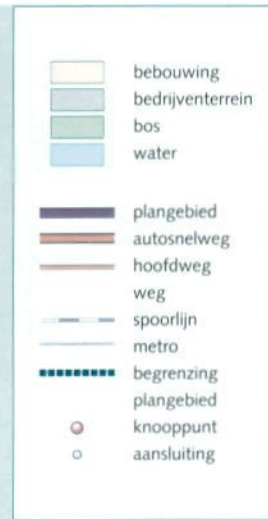 bebouwing
bedrijventerrein
bos
water
plangebied
autosnelweg
hoofdweg
weg
spoorlijn
metro
begrenzing
plangebied
knooppunt
aansluiting